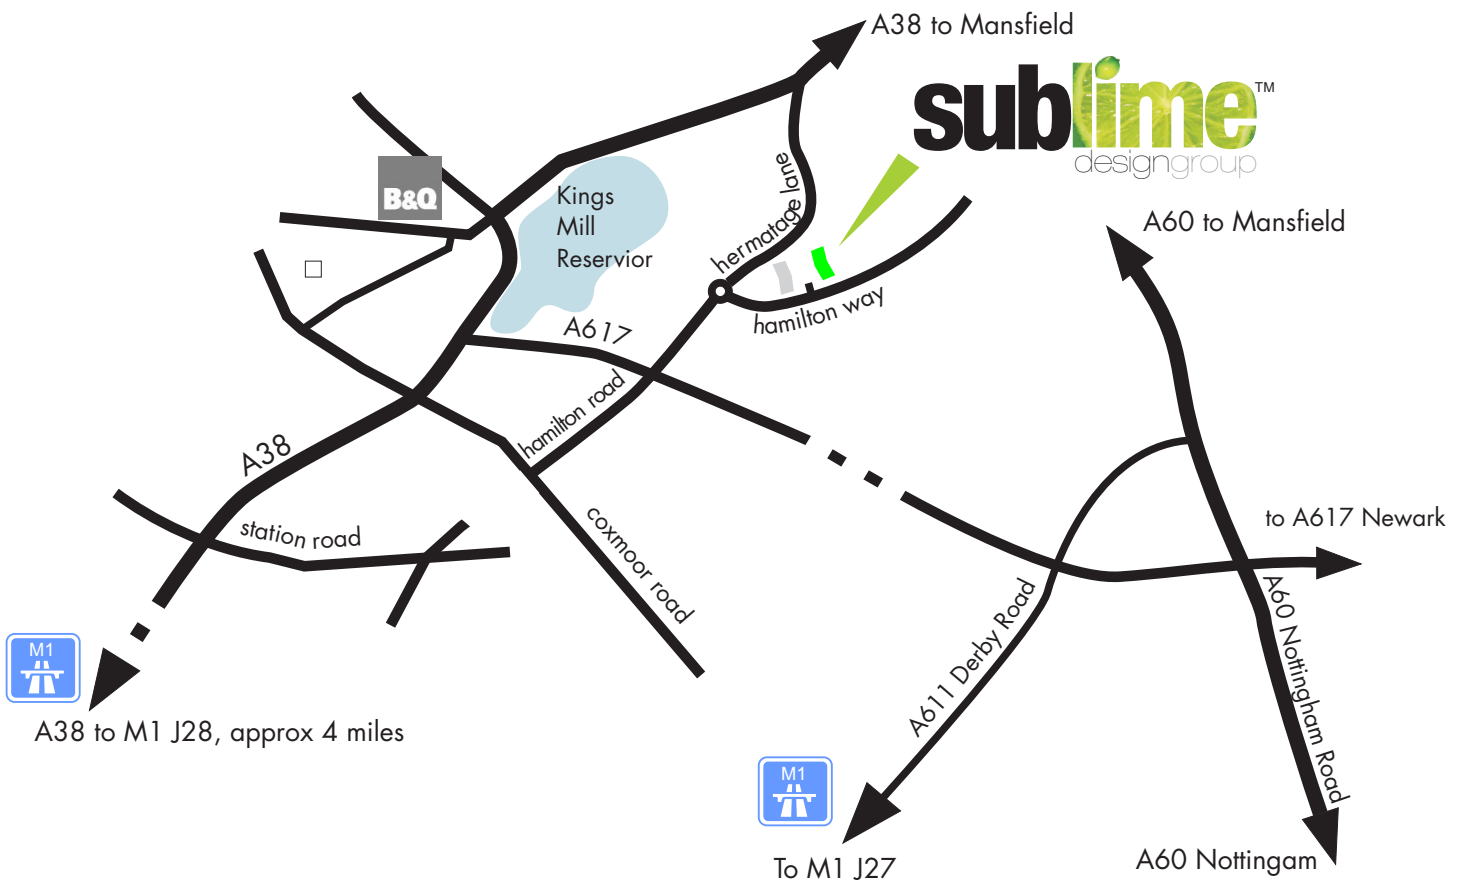 A38 to Mansfield
sublime™
designgroup
B&Q
Kings
Mill
Reservior
hermatage lane
A60 to Mansfield
hamilton way
A617
hamilton road
A38
station road
coxmoor road
to A617 Newark
A60 Nottingham Road
A611 Derby Road
M1
A38 to M1 J28, approx 4 miles
M1
To M1 J27
A60 Nottingam